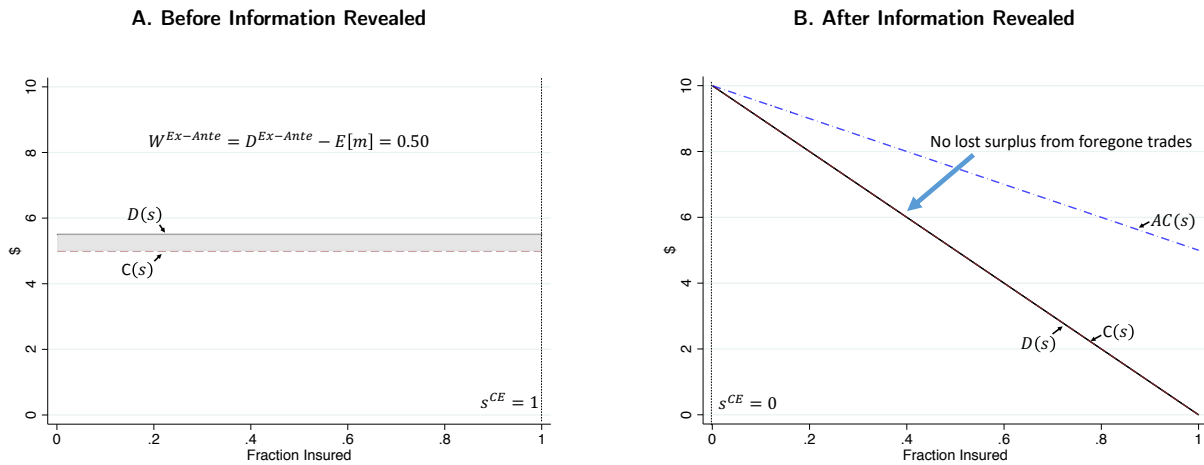 A. Before Information Revealed
10
8
6
4
2
0
$
W^{Ex-Ante} = D^{Ex-Ante} − E[m] = 0.50
D(s)
C(s)
s^{CE} = 1
0 .2 .4 .6 .8 1
Fraction Insured
B. After Information Revealed
10
8
6
4
2
0
$
No lost surplus from foregone trades
AC(s)
C(s)
D(s)
s^{CE} = 0
0 .2 .4 .6 .8 1
Fraction Insured